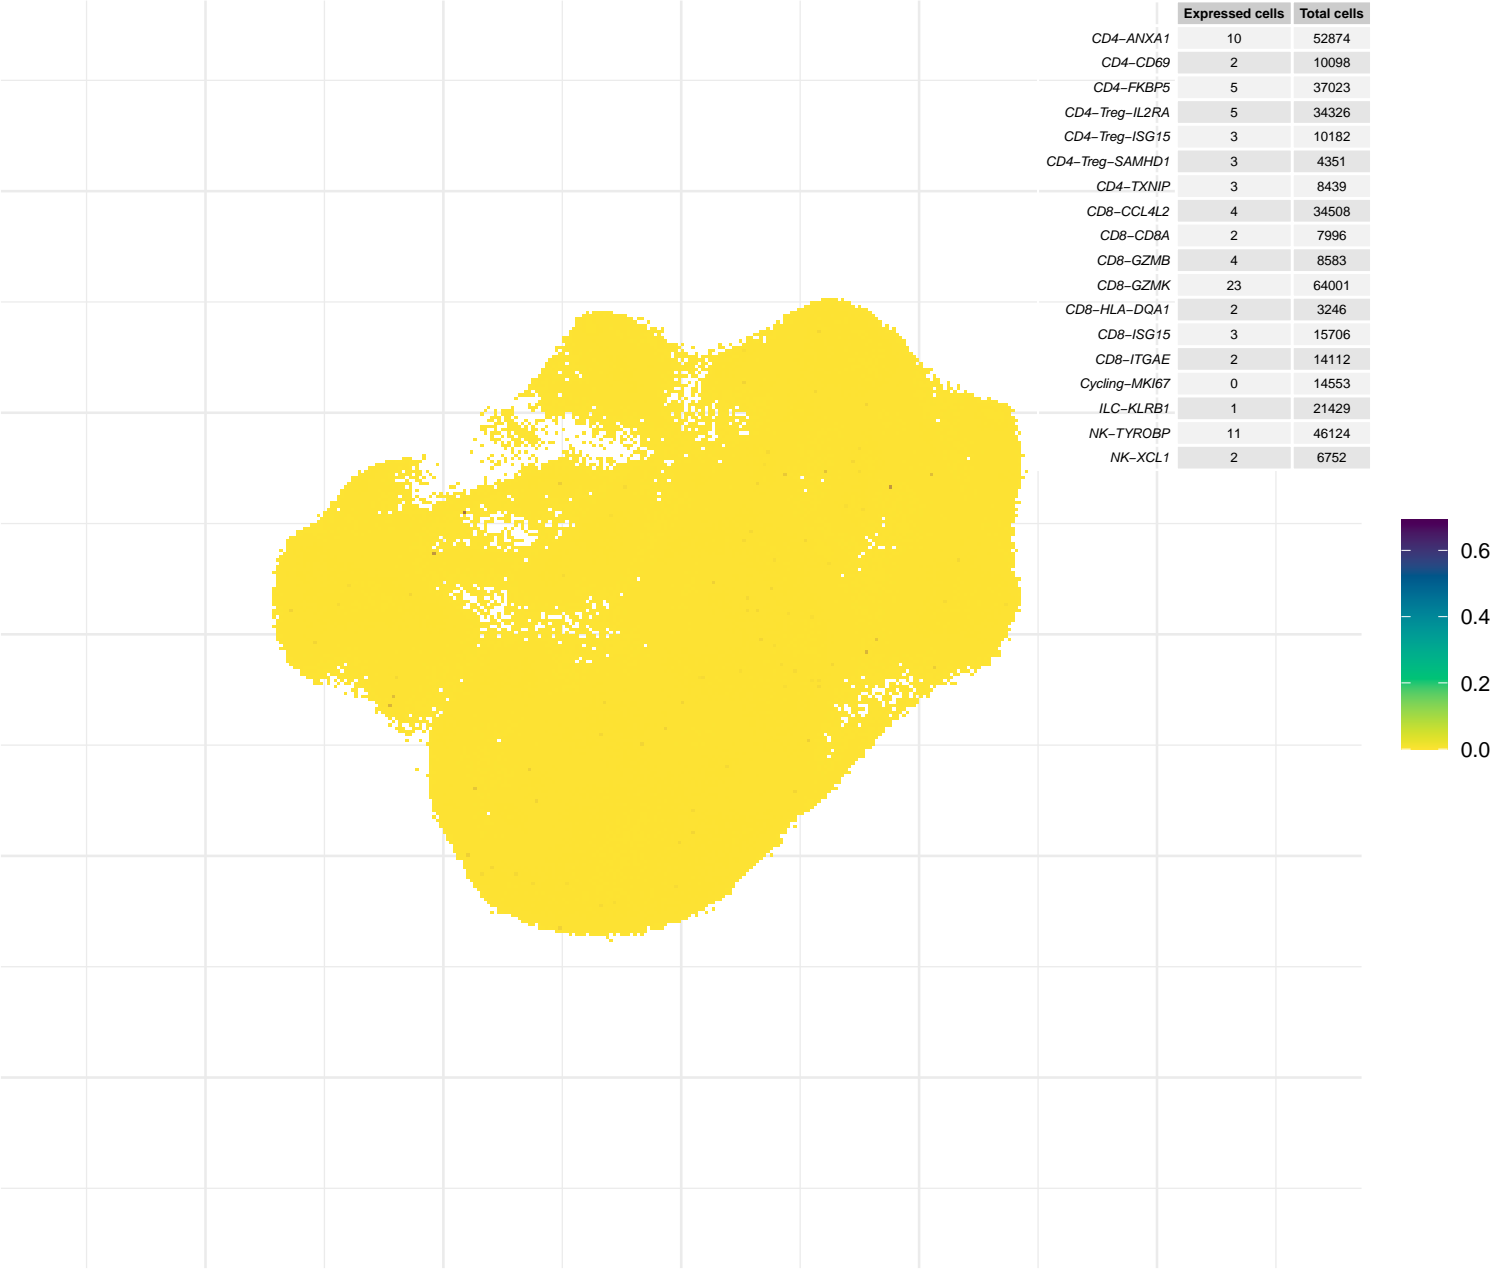 Expressed cells Total cells
CD4−ANXA1 10 52874
CD4−CD69 2 10098
CD4−FKBP5 5 37023
CD4−Treg−IL2RA 5 34326
CD4−Treg−ISG15 3 10182
CD4−Treg−SAMHD1 3 4351
CD4−TXNIP 3 8439
CD8−CCL4L2 4 34508
CD8−CD8A 2 7996
CD8−GZMB 4 8583
CD8−GZMK 23 64001
CD8−HLA−DQA1 2 3246
CD8−ISG15 3 15706
CD8−ITGAE 2 14112
Cycling−MKI67 0 14553
ILC−KLRB1 1 21429
NK−TYROBP 11 46124
NK−XCL1 2 6752
0.6
0.4
0.2
0.0